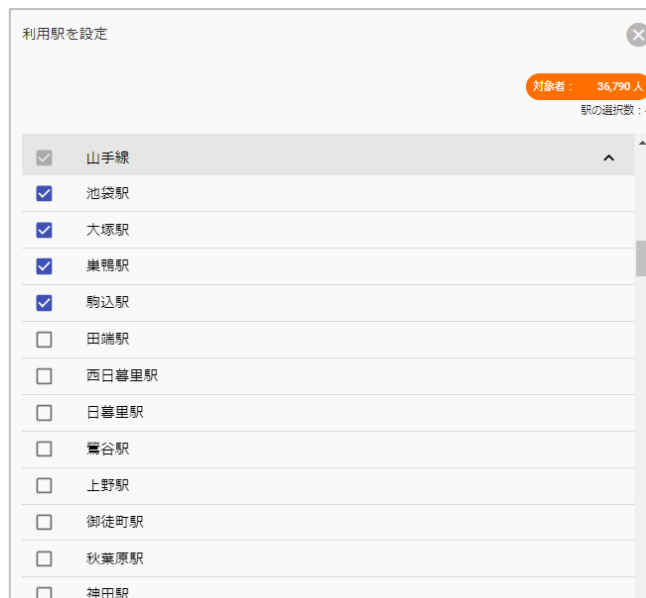 利用駅を設定
対象者： 36,790 人
駅の選択数：
山手線
池袋駅
大塚駅
巣鴨駅
駒込駅
田端駅
西日暮里駅
日暮里駅
鶯谷駅
上野駅
御徒町駅
秋葉原駅
神田駅